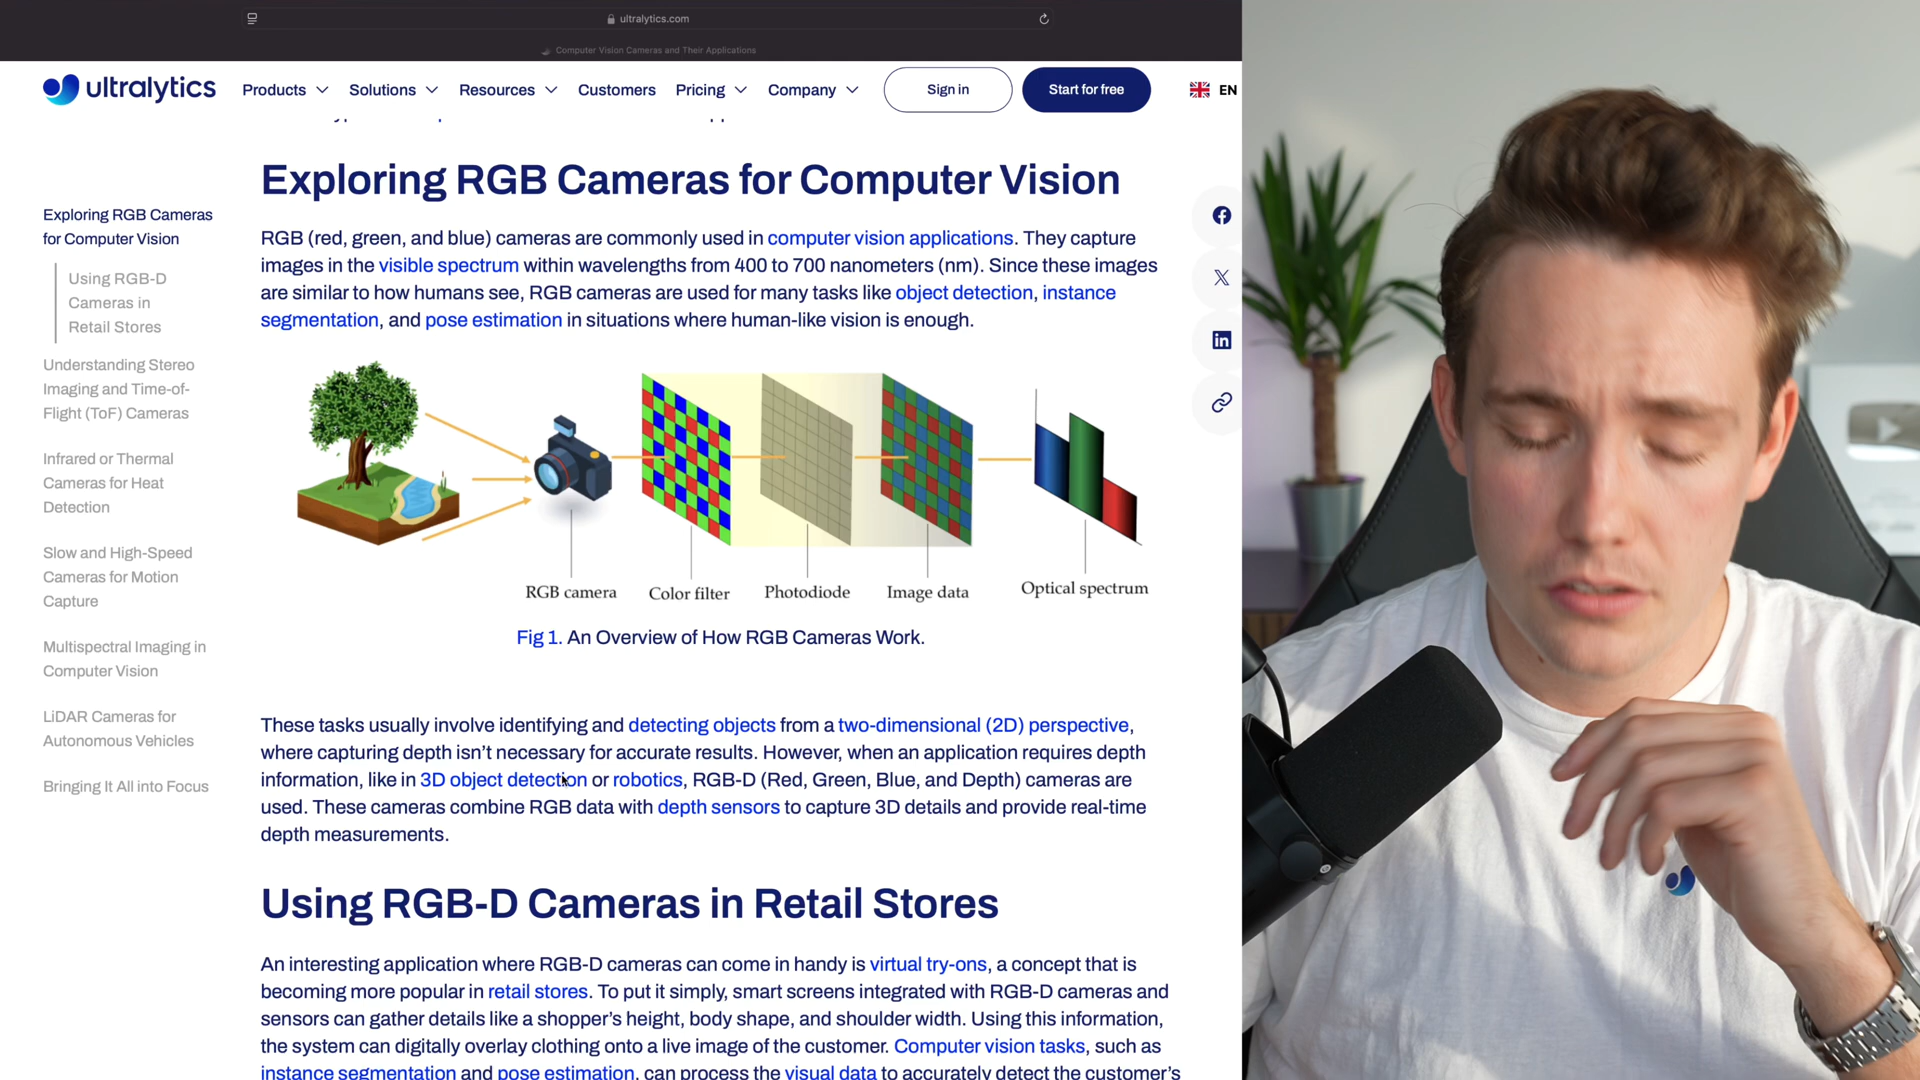 ultralytics.com
Computer Vision Cameras and Their Applications
ultralytics
Products
Solutions
Resources
Customers
Pricing
Company
Sign in
Start for free
EN
Exploring RGB Cameras
for Computer Vision
Using RGB-D
Cameras in
Retail Stores
Understanding Stereo
Imaging and Time-of-
Flight (ToF) Cameras
Infrared or Thermal
Cameras for Heat
Detection
Slow and High-Speed
Cameras for Motion
Capture
Multispectral Imaging in
Computer Vision
LiDAR Cameras for
Autonomous Vehicles
Bringing It All into Focus
Exploring RGB Cameras for Computer Vision
RGB (red, green, and blue) cameras are commonly used in computer vision applications. They capture
images in the visible spectrum within wavelengths from 400 to 700 nanometers (nm). Since these images
are similar to how humans see, RGB cameras are used for many tasks like object detection, instance
segmentation, and pose estimation in situations where human-like vision is enough.
RGB camera
Color filter
Photodiode
Image data
Optical spectrum
Fig 1. An Overview of How RGB Cameras Work.
These tasks usually involve identifying and detecting objects from a two-dimensional (2D) perspective,
where capturing depth isn't necessary for accurate results. However, when an application requires depth
information, like in 3D object detection or robotics, RGB-D (Red, Green, Blue, and Depth) cameras are
used. These cameras combine RGB data with depth sensors to capture 3D details and provide real-time
depth measurements.
Using RGB-D Cameras in Retail Stores
An interesting application where RGB-D cameras can come in handy is virtual try-ons, a concept that is
becoming more popular in retail stores. To put it simply, smart screens integrated with RGB-D cameras and
sensors can gather details like a shopper's height, body shape, and shoulder width. Using this information,
the system can digitally overlay clothing onto a live image of the customer. Computer vision tasks, such as
instance segmentation and pose estimation, can process the visual data to accurately detect the customer's